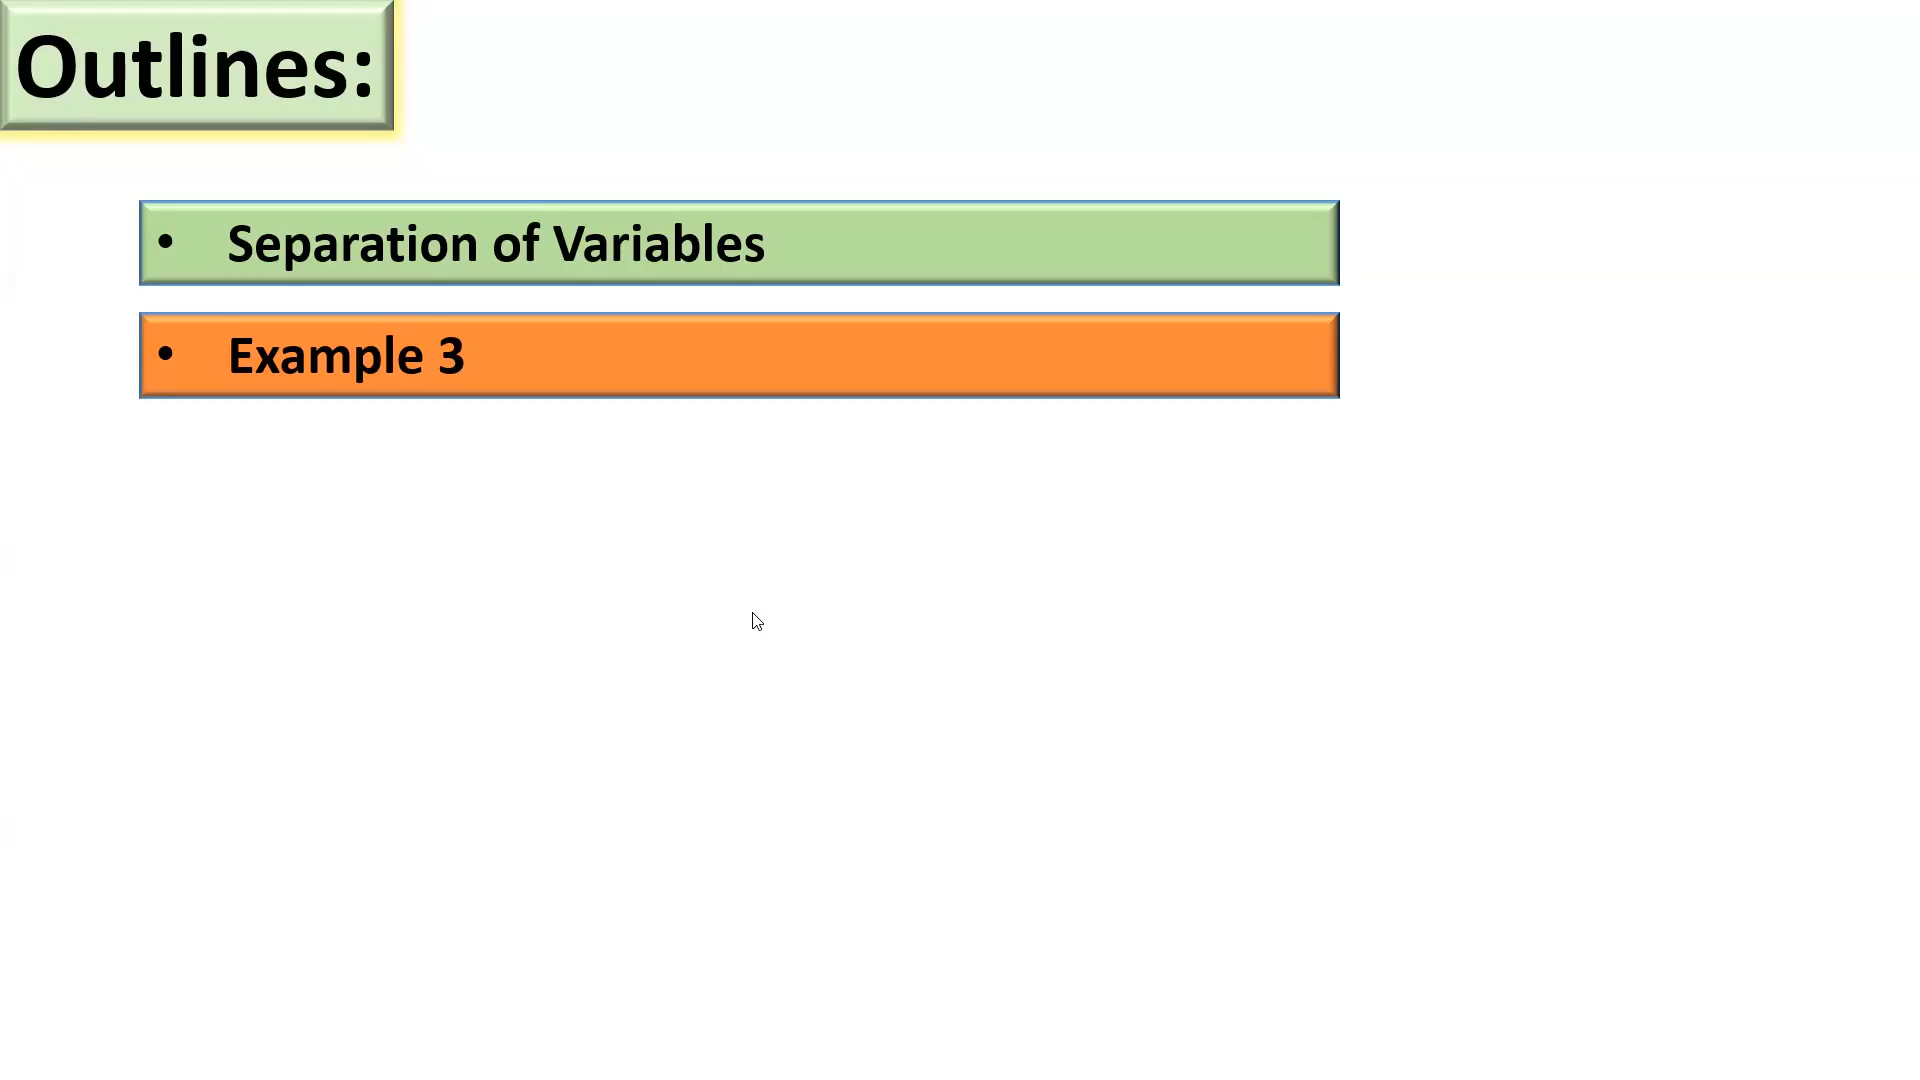 Outlines:
• Separation of Variables
• Example 3